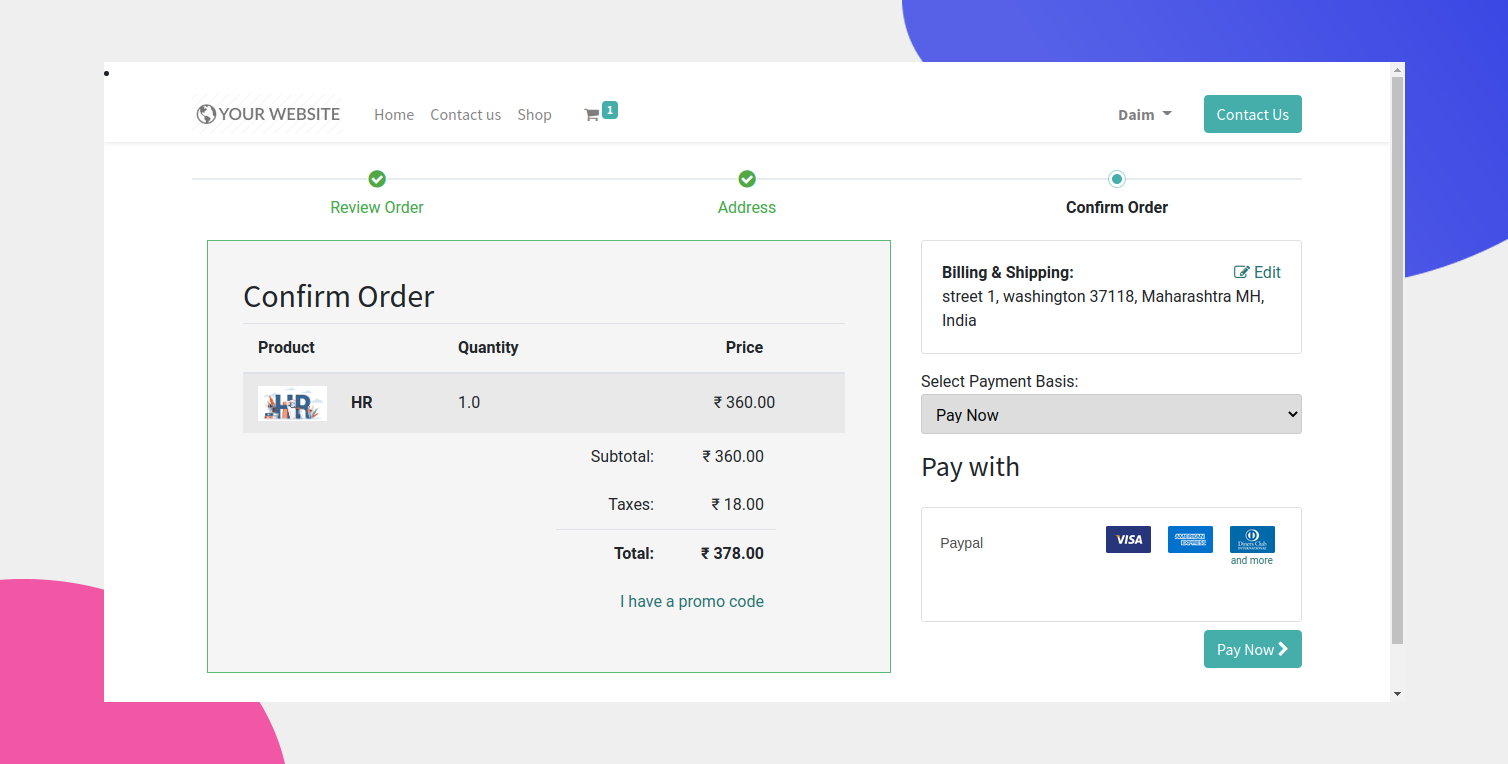 YOUR WEBSITE Home Contact us Shop 1 Daim Contact Us
Review Order Address Confirm Order
Confirm Order
Product Quantity Price
HR HR 1.0 ₹ 360.00
Subtotal: ₹ 360.00
Taxes: ₹ 18.00
Total: ₹ 378.00
I have a promo code
Billing & Shipping: Edit
street 1, washington 37118, Maharashtra MH,
India
Select Payment Basis:
Pay Now
Pay with
Paypal VISA AMERICAN EXPRESS Diners Club INTERNATIONAL
and more
Pay Now